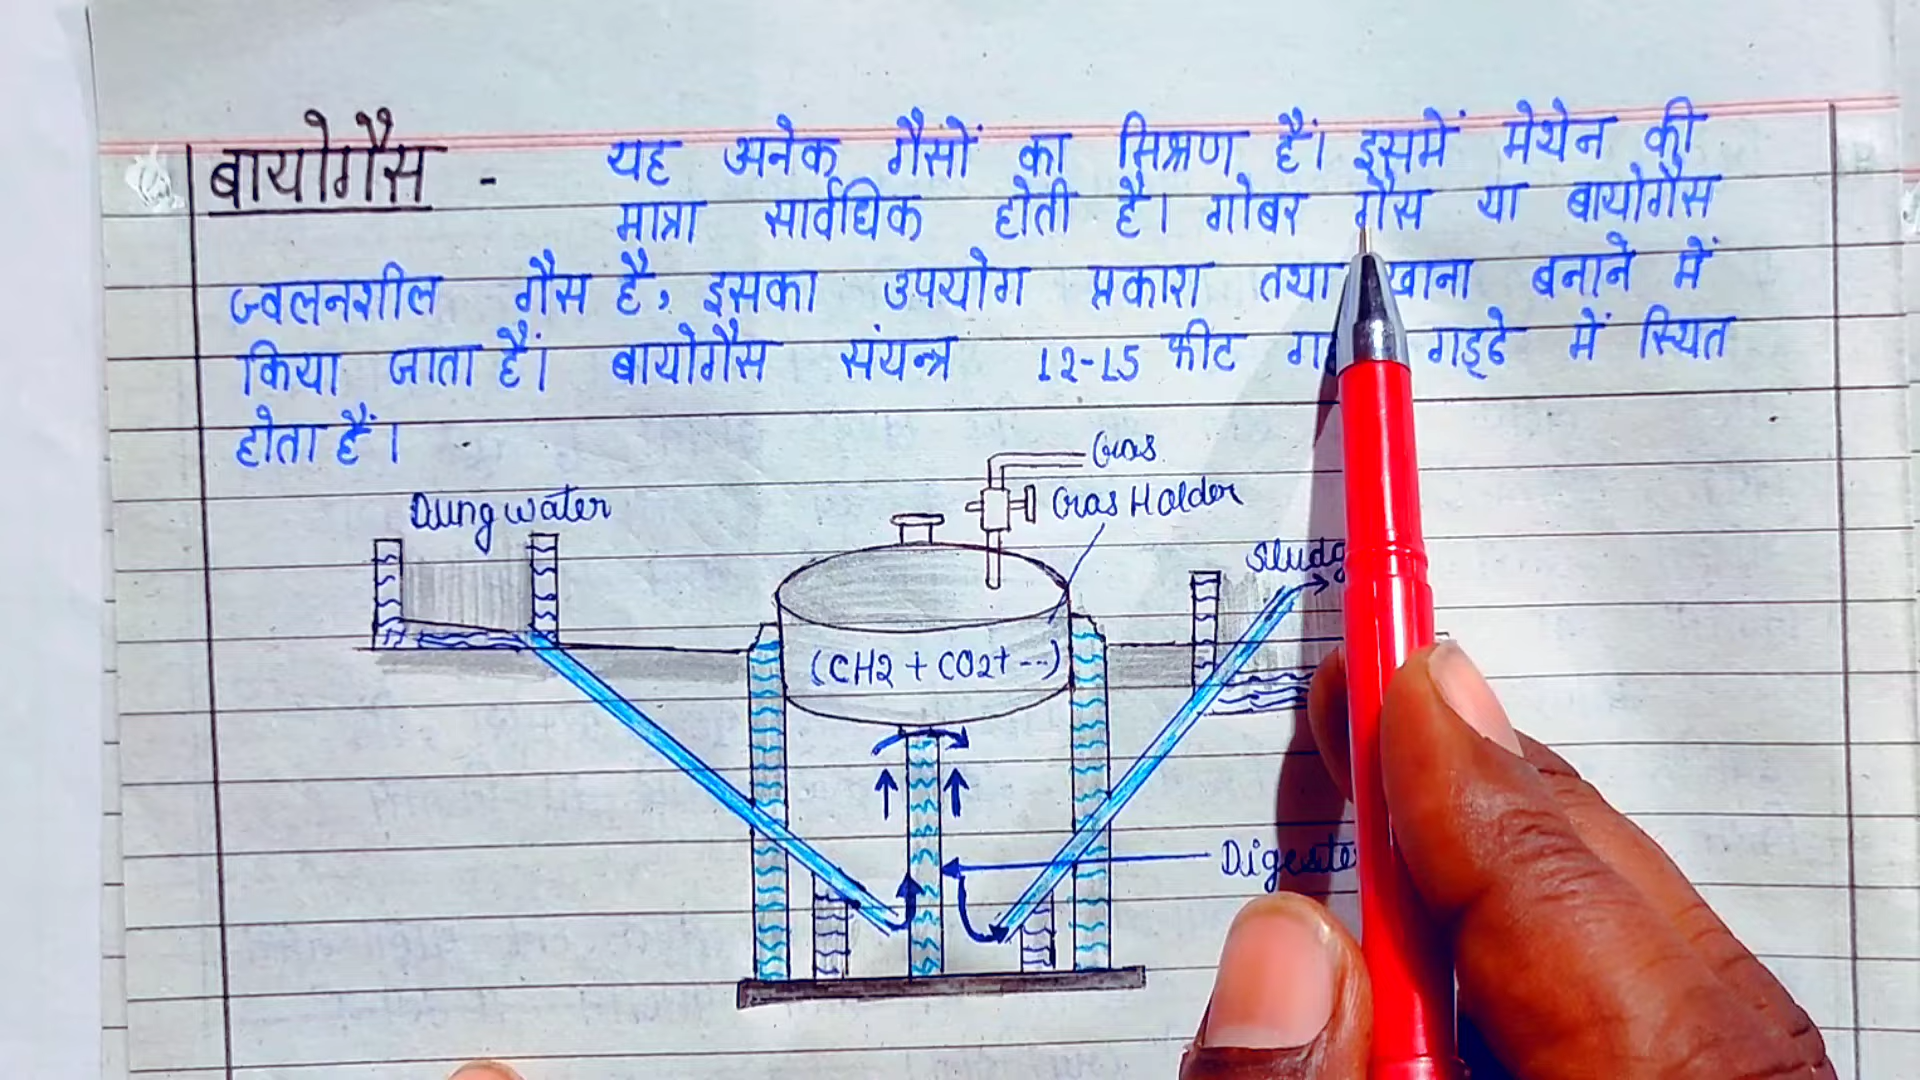 बायोगैस - यह अनेक गैसों का मिश्रण हैं। इसमें मेथेन की
मात्रा सार्वधिक होती है। गोबर गैस या बायोगैस
ज्वलनशील गैस है, इसका उपयोग प्रकाश तथा खाना बनाने में
किया जाता हैं। बायोगैस संयन्त्र 12-15 फीट गड्ढे में स्थित
होता हैं।
Gas
Dung water
Gas Holder
(CH2 + CO2+ ---)